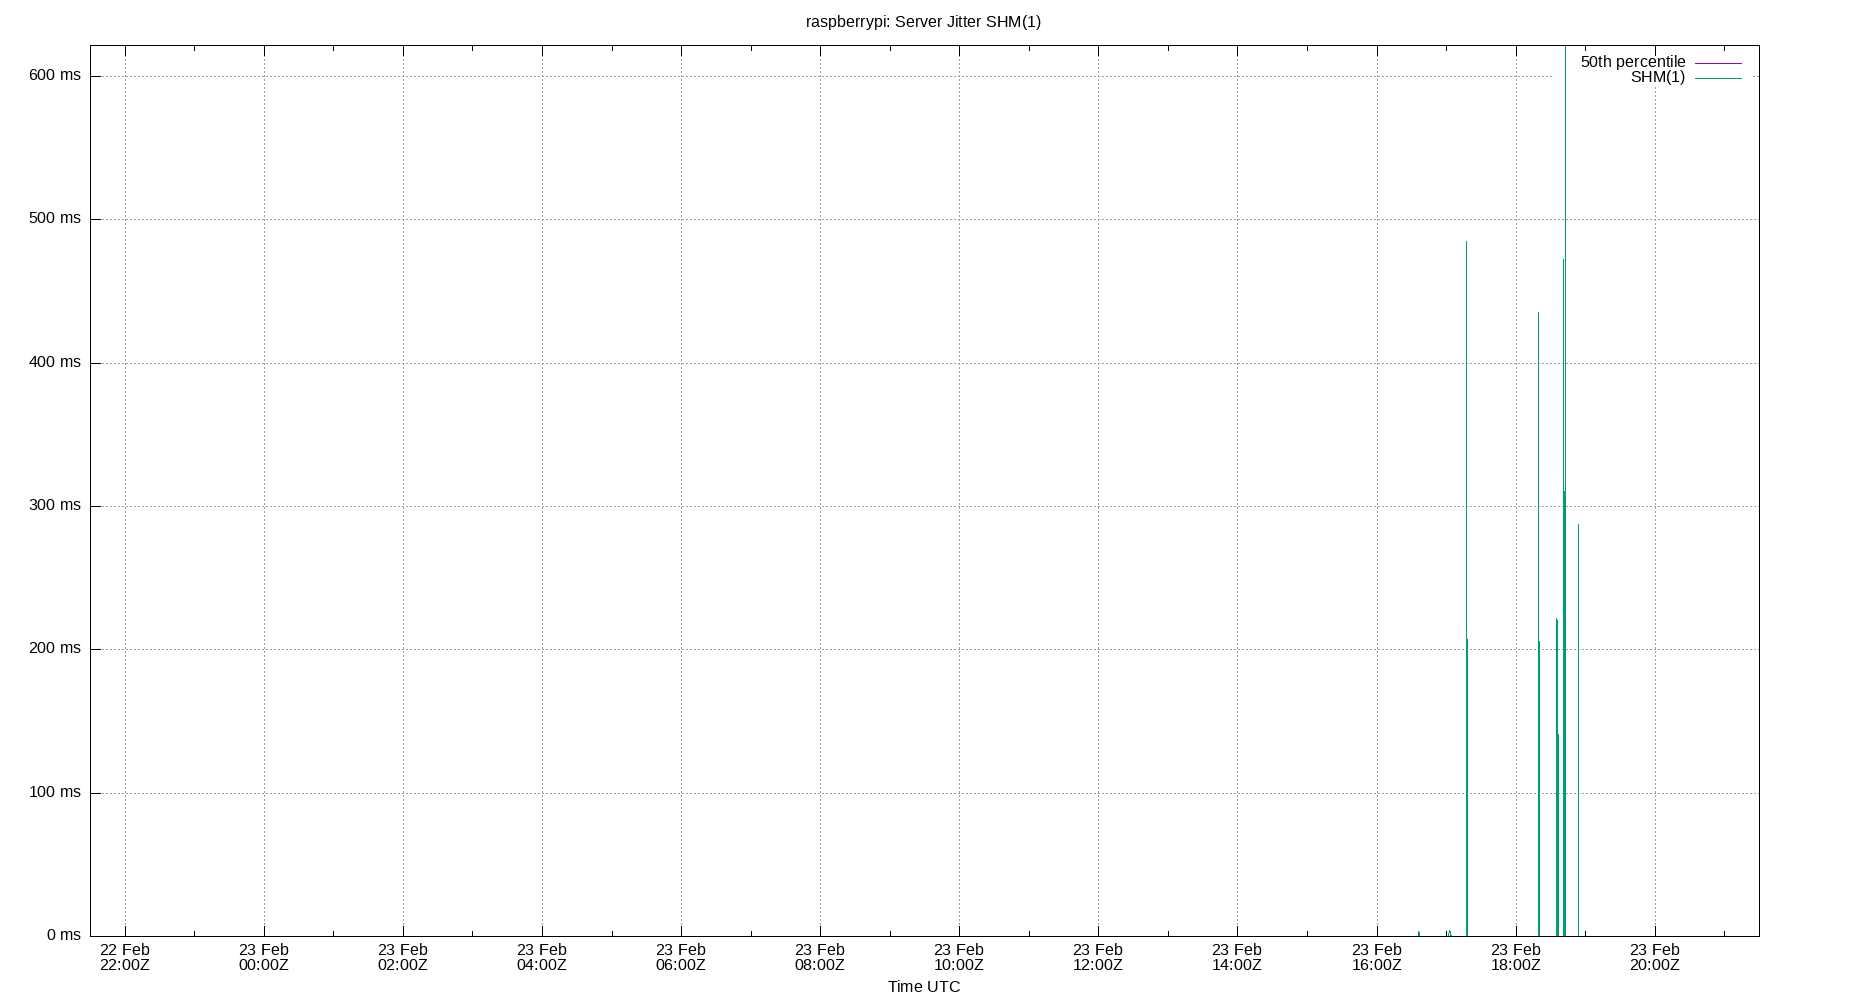 raspberrypi: Server Jitter SHM(1)
50th percentile
SHM(1)
600 ms
500 ms
400 ms
300 ms
200 ms
100 ms
0 ms
22 Feb 23 Feb 23 Feb 23 Feb 23 Feb 23 Feb 23 Feb 23 Feb 23 Feb 23 Feb 23 Feb 23 Feb
22:00Z 00:00Z 02:00Z 04:00Z 06:00Z 08:00Z 10:00Z 12:00Z 14:00Z 16:00Z 18:00Z 20:00Z
Time UTC